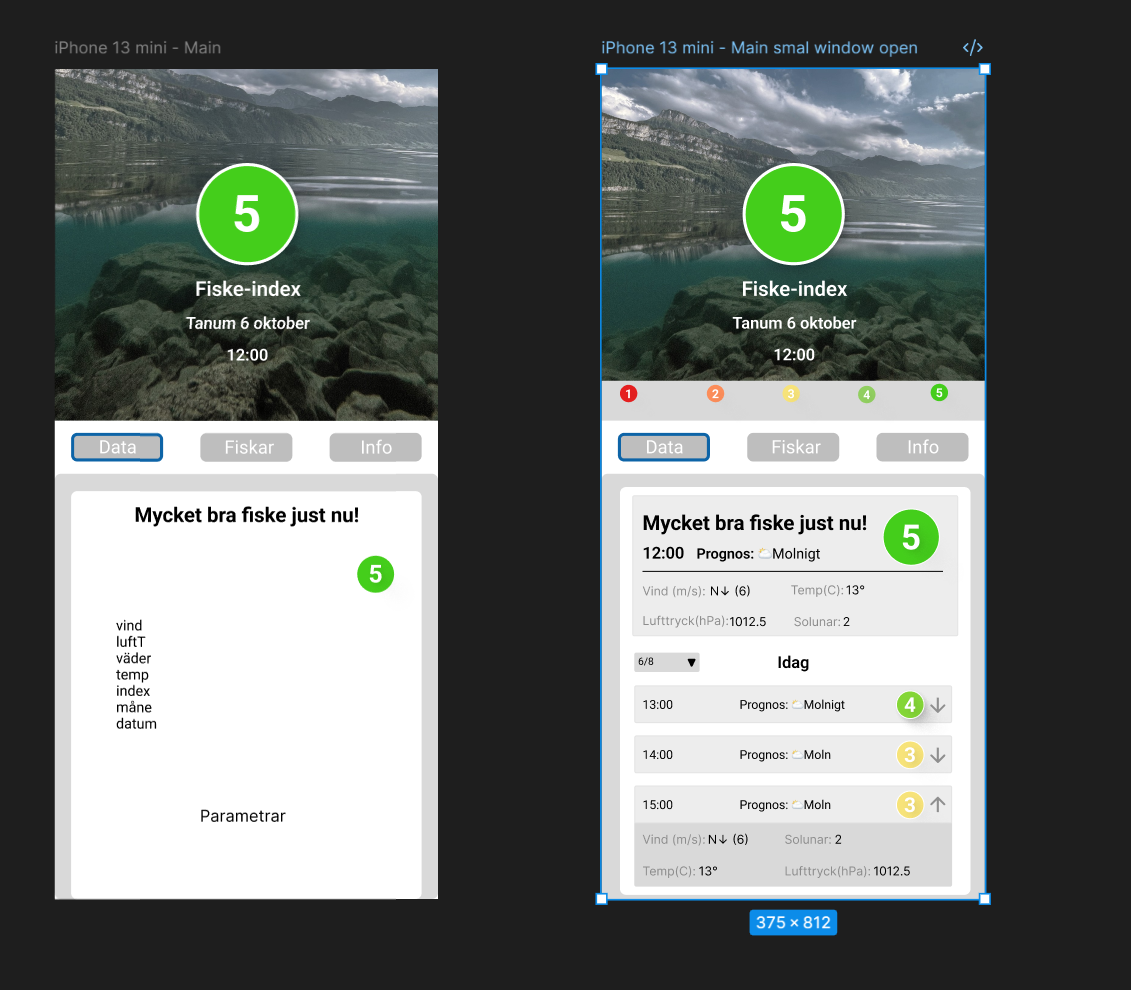 iPhone 13 mini - Main
5
Fiske-index
Tanum 6 oktober
12:00
Data Fiskar Info
Mycket bra fiske just nu!
5
vind
luftT
väder
temp
index
måne
datum
Parametrar
iPhone 13 mini - Main smal window open </>
5
Fiske-index
Tanum 6 oktober
12:00
1 2 3 4 5
Data Fiskar Info
Mycket bra fiske just nu!
5
12:00 Prognos: Molnigt
Vind (m/s): N↓ (6) Temp(C): 13°
Lufttryck(hPa): 1012.5 Solunar: 2
6/8 ▼ Idag
13:00 Prognos: Molnigt 4 ↓
14:00 Prognos: Moln 3 ↓
15:00 Prognos: Moln 3 ↑
Vind (m/s): N↓ (6) Solunar: 2
Temp(C): 13° Lufttryck(hPa): 1012.5
375 × 812